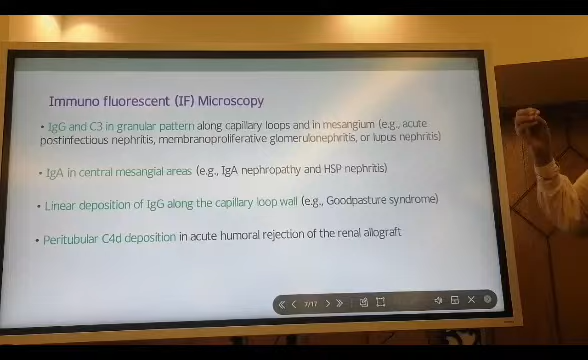 Immuno fluorescent (IF) Microscopy
• IgG and C3 in granular pattern along capillary loops and in mesangium (e.g., acute
postinfectious nephritis, membranoproliferative glomerulonephritis, or lupus nephritis)
• IgA in central mesangial areas (e.g., IgA nephropathy and HSP nephritis)
• Linear deposition of IgG along the capillary loop wall (e.g., Goodpasture syndrome)
• Peritubular C4d deposition in acute humoral rejection of the renal allograft
7/17